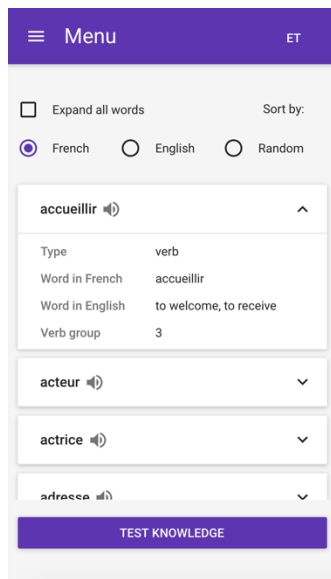 Menu ET
Expand all words Sort by:
French English Random
accueillir
Type verb
Word in French accueillir
Word in English to welcome, to receive
Verb group 3
acteur
actrice
adresse
TEST KNOWLEDGE